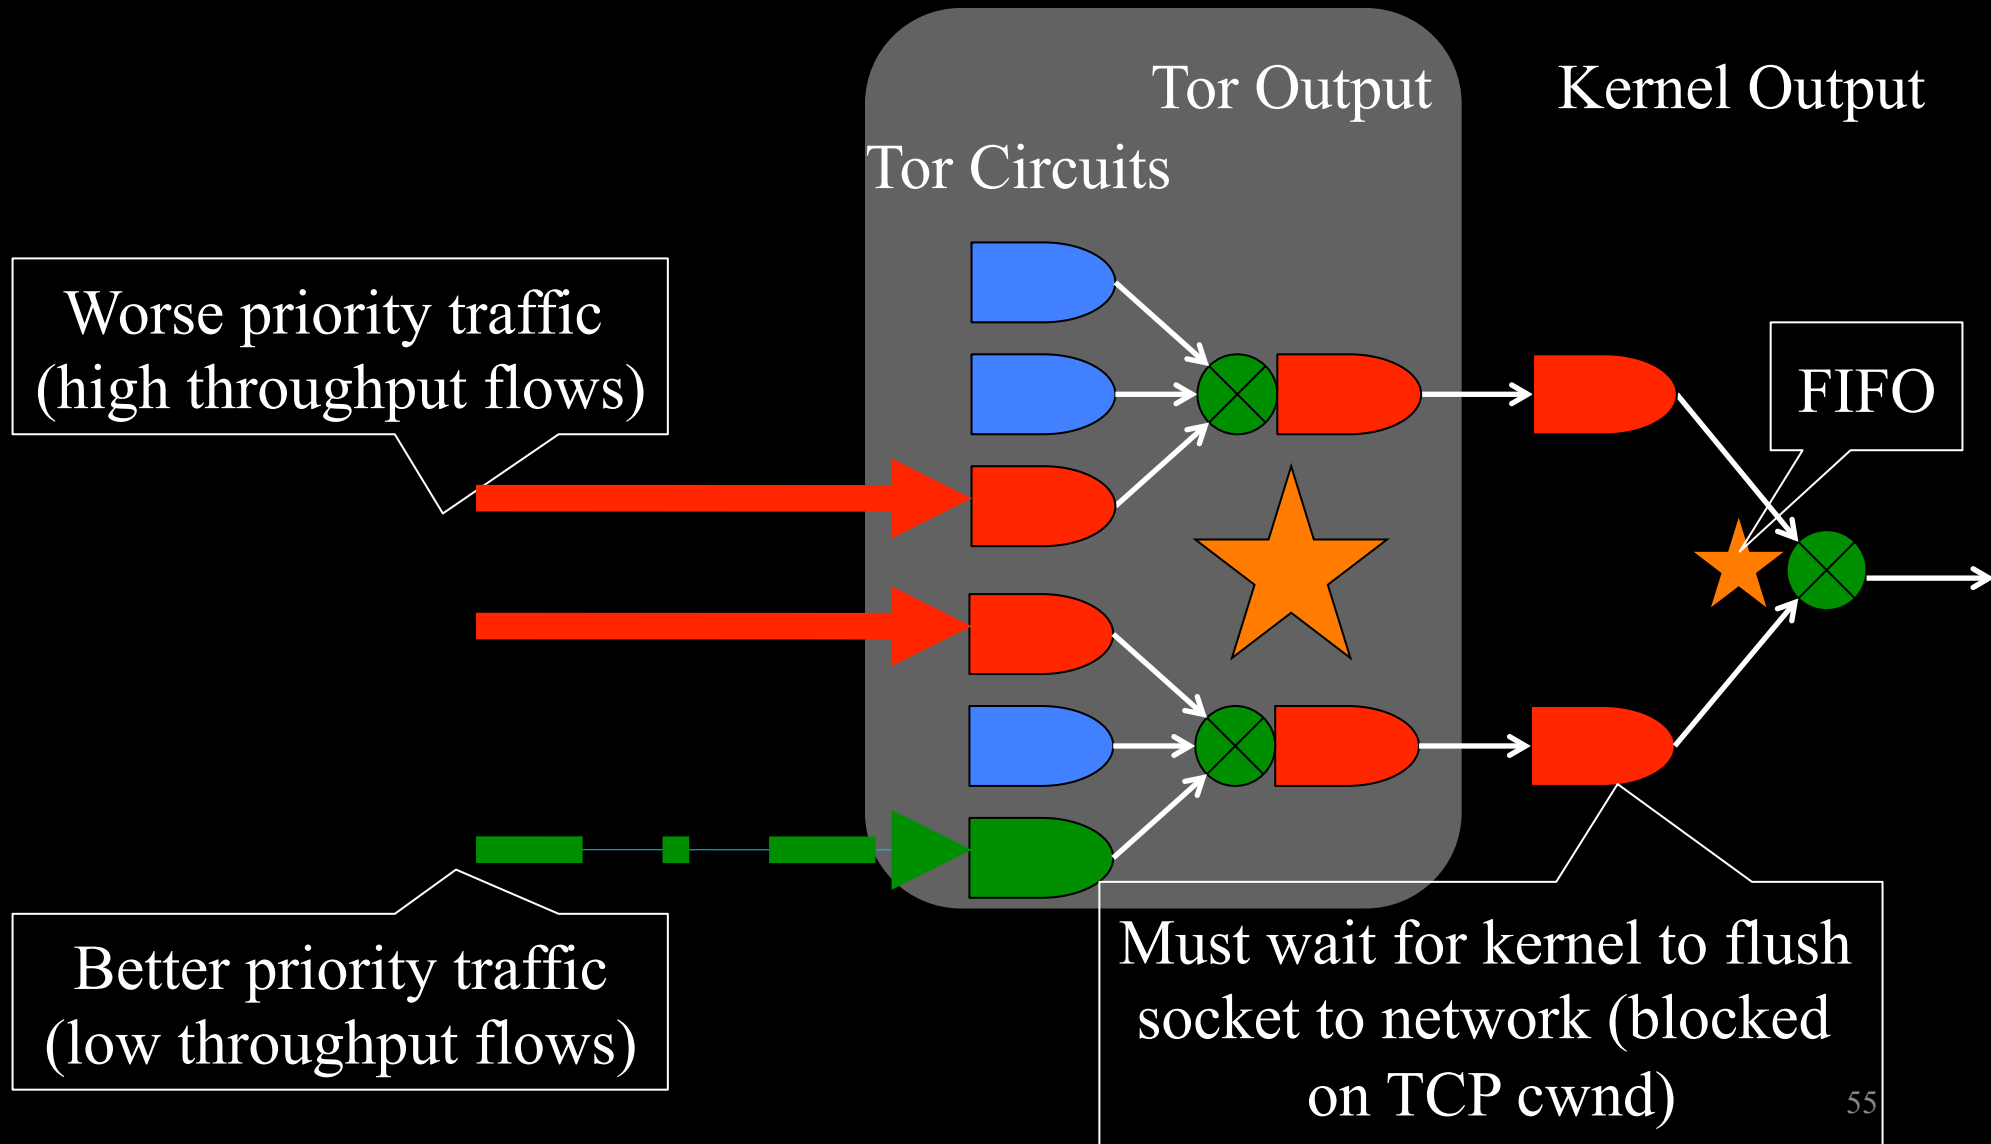 Tor Output
Kernel Output
Tor Circuits
Worse priority traffic
(high throughput flows)
FIFO
Better priority traffic
(low throughput flows)
Must wait for kernel to flush
socket to network (blocked
on TCP cwnd)
55